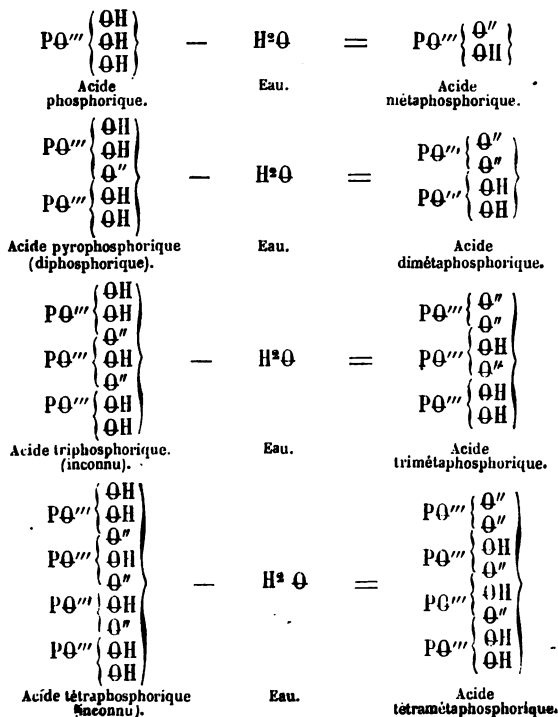 PΘ''' { ΘH ΘH ΘH } — H²Θ = PΘ''' { Θ'' ΘH }
Acide phosphorique.
Eau.
Acide métaphosphorique.
PΘ''' PΘ''' { ΘH ΘH Θ'' ΘH ΘH } — H²Θ = PΘ''' PΘ''' { Θ'' Θ'' ΘH ΘH }
Acide pyrophosphorique
(diphosphorique).
Eau.
Acide
dimétaphosphorique.
PΘ''' PΘ''' PΘ''' { ΘH ΘH Θ'' ΘH Θ'' ΘH ΘH } — H²Θ = PΘ''' PΘ''' PΘ''' { Θ'' Θ'' ΘH Θ'' ΘH ΘH }
Acide triphosphorique.
(inconnu).
Eau.
Acide
trimétaphosphorique.
PΘ''' PΘ''' PΘ''' PΘ''' { ΘH ΘH Θ'' ΘH Θ'' ΘH Θ'' ΘH ΘH } — H² Θ = PΘ''' PΘ''' PΘ''' PΘ''' { Θ'' Θ'' ΘH Θ'' ΘH Θ'' ΘH ΘH }
Acide tétraphosphorique
(inconnu).
Eau.
Acide
tétramétaphosphorique.